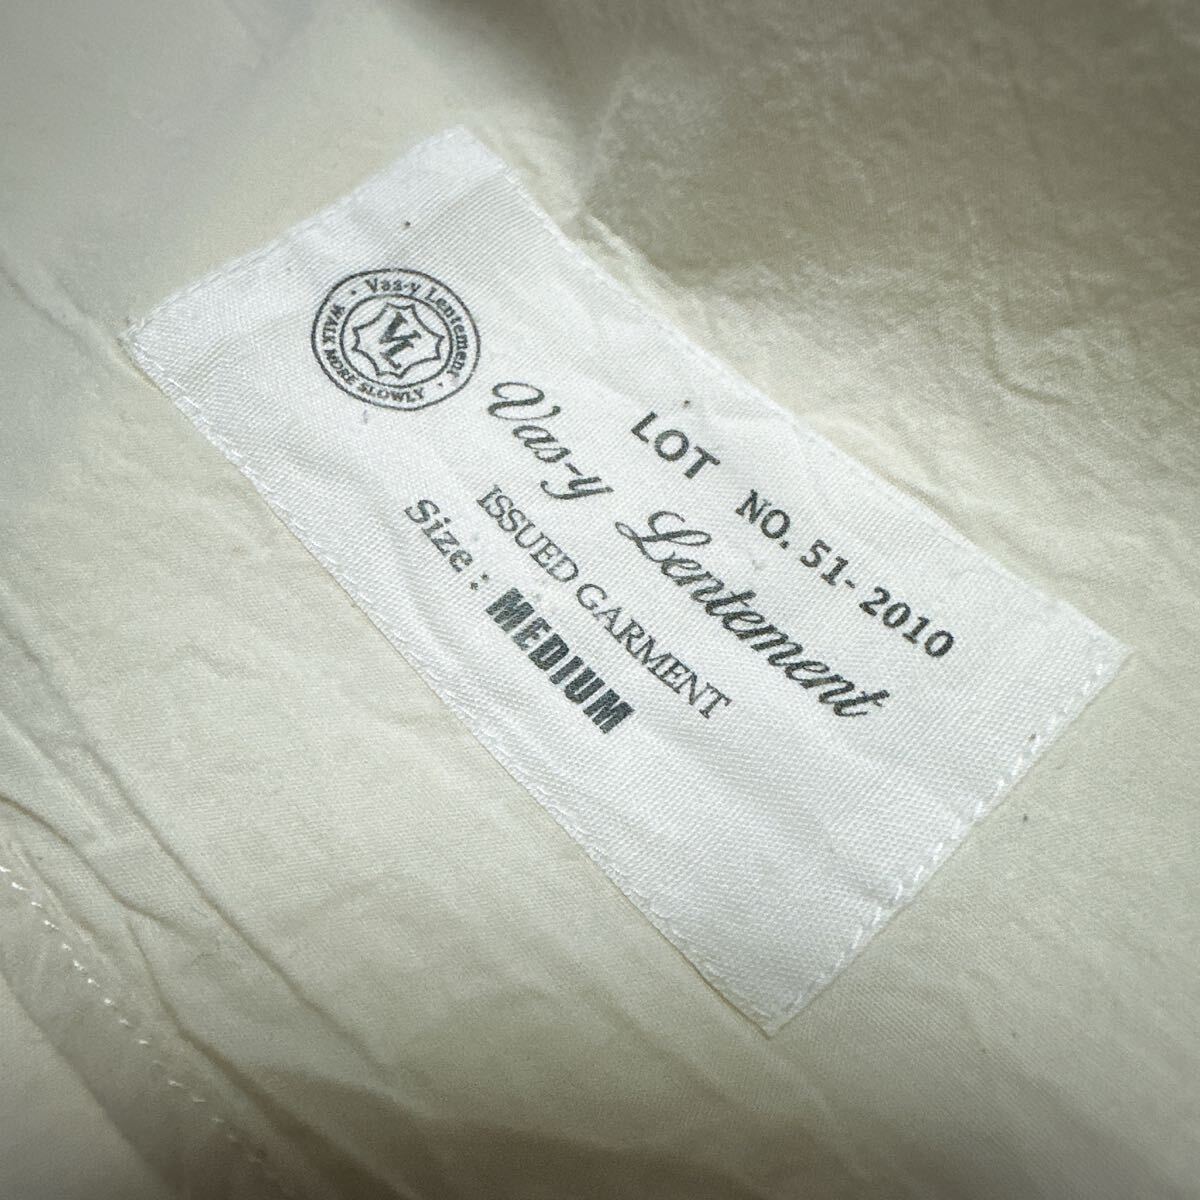 · Vas-y Lentement ·
WALK MORE SLOWLY
VL
LOT NO. 51-2010
Vas-y Lentement
ISSUED GARMENT
Size : MEDIUM